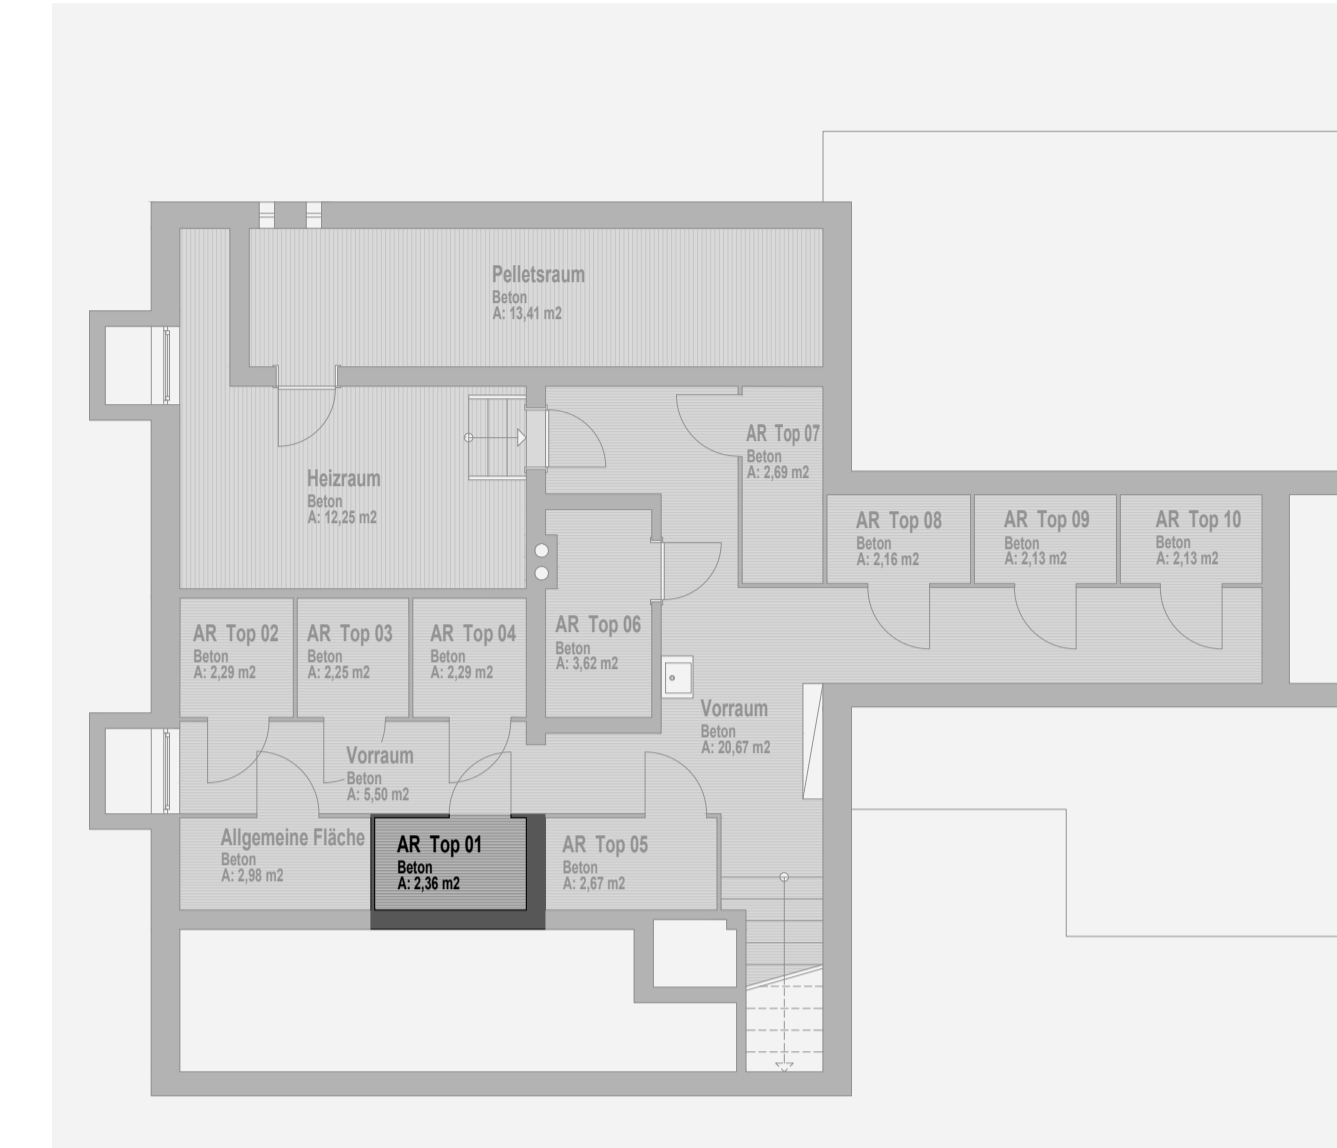 Pelletsraum
Beton
A: 13,41 m2
AR Top 07
Beton
A: 2,69 m2
Heizraum
Beton
A: 12,25 m2
AR Top 08
Beton
A: 2,16 m2
AR Top 09
Beton
A: 2,13 m2
AR Top 10
Beton
A: 2,13 m2
AR Top 02
Beton
A: 2,29 m2
AR Top 03
Beton
A: 2,25 m2
AR Top 04
Beton
A: 2,29 m2
AR Top 06
Beton
A: 3,62 m2
Vorraum
Beton
A: 20,67 m2
Vorraum
Beton
A: 5,50 m2
Allgemeine Fläche
Beton
A: 2,98 m2
AR Top 01
Beton
A: 2,36 m2
AR Top 05
Beton
A: 2,67 m2